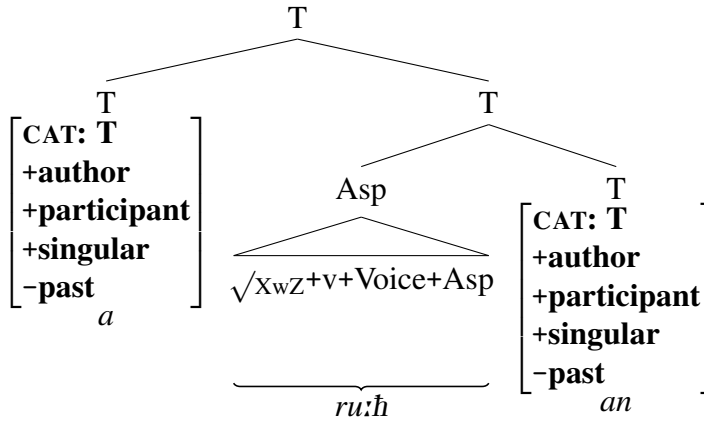 T
T
T
CAT: T
+author
+participant
+singular
−past
a
Asp
T
√XwZ+v+Voice+Asp
CAT: T
+author
+participant
+singular
−past
ruːħ
an